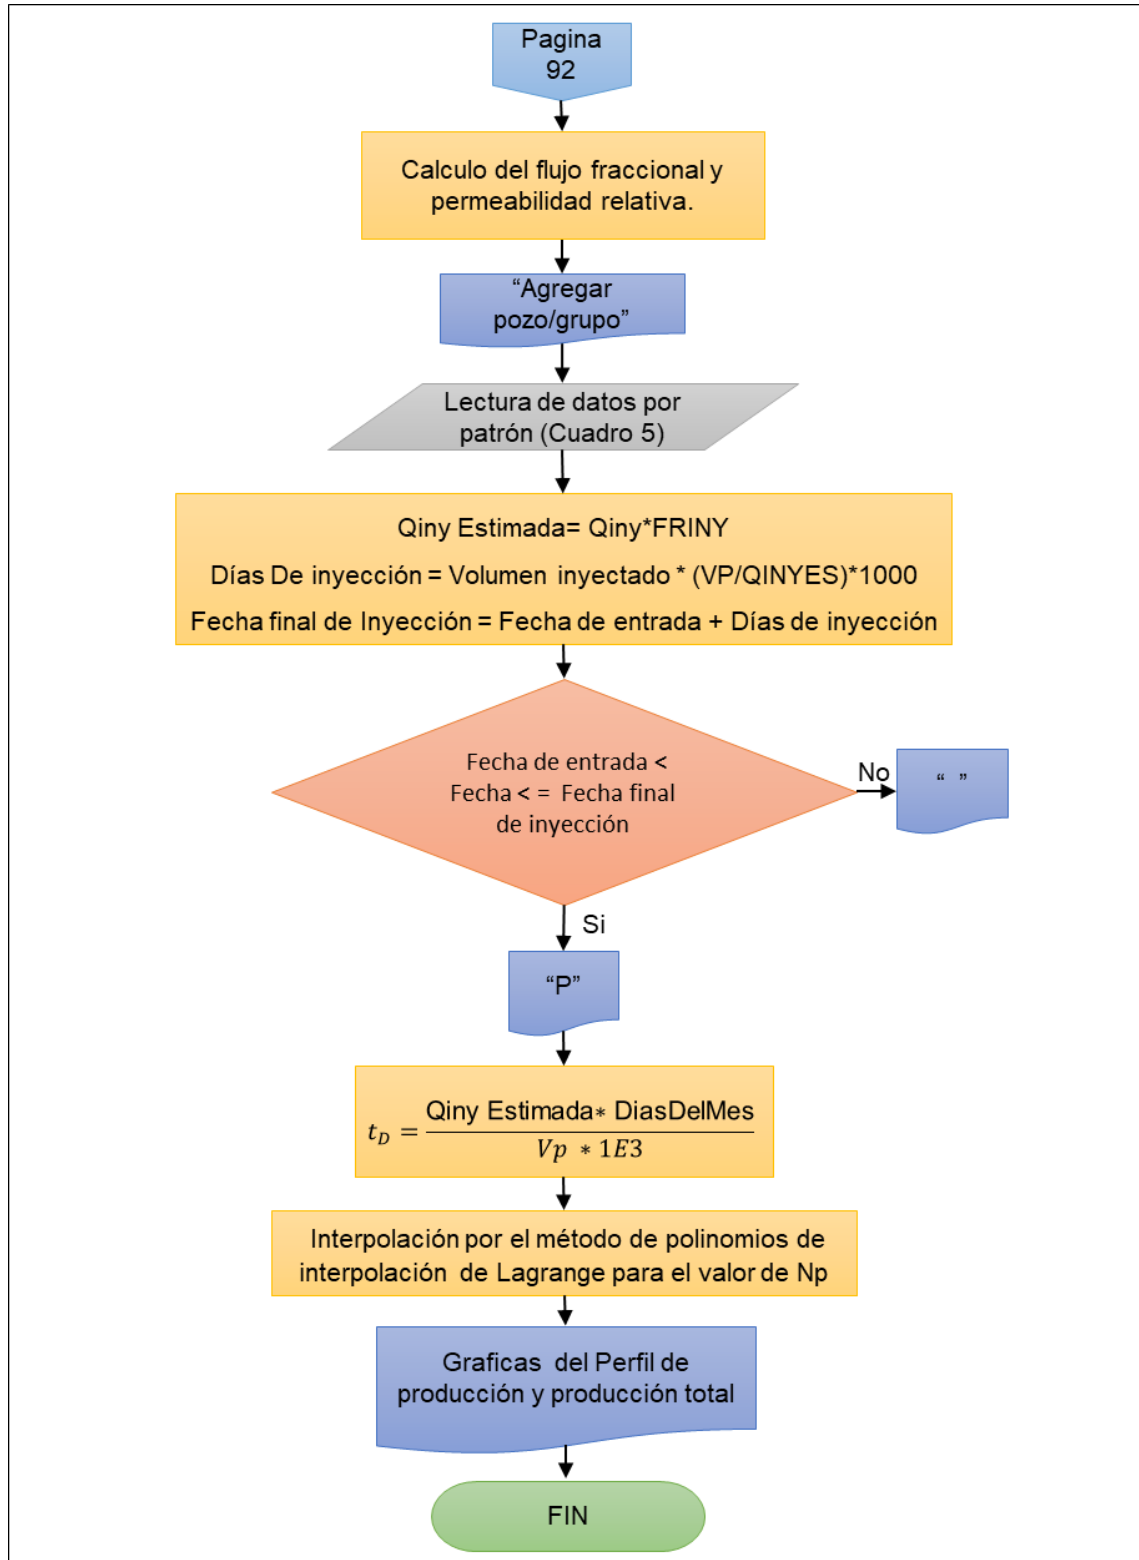 Pagina
92
Calculo del flujo fraccional y
permeabilidad relativa.
“Agregar
pozo/grupo”
Lectura de datos por
patrón (Cuadro 5)
Qiny Estimada= Qiny*FRINY
Días De inyección = Volumen inyectado * (VP/QINYES)*1000
Fecha final de Inyección = Fecha de entrada + Días de inyección
Fecha de entrada <
Fecha < = Fecha final
de inyección
No
“ ”
Si
“P”
Qiny Estimada* DiasDelMes
t_D =
Vp * 1E3
Interpolación por el método de polinomios de
interpolación de Lagrange para el valor de Np
Graficas del Perfil de
producción y producción total
FIN